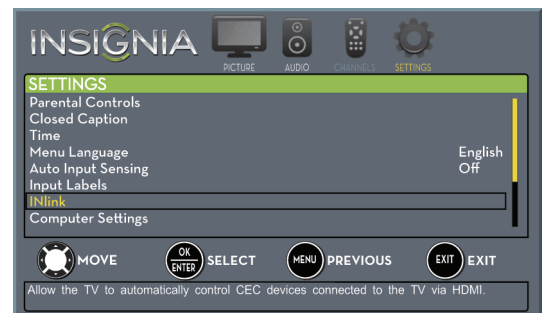 INSIGNIA
PICTURE AUDIO CHANNELS SETTINGS
SETTINGS
Parental Controls
Closed Caption
Time
Menu Language English
Auto Input Sensing Off
Input Labels
INlink
Computer Settings
MOVE OK ENTER SELECT MENU PREVIOUS EXIT EXIT
Allow the TV to automatically control CEC devices connected to the TV via HDMI.